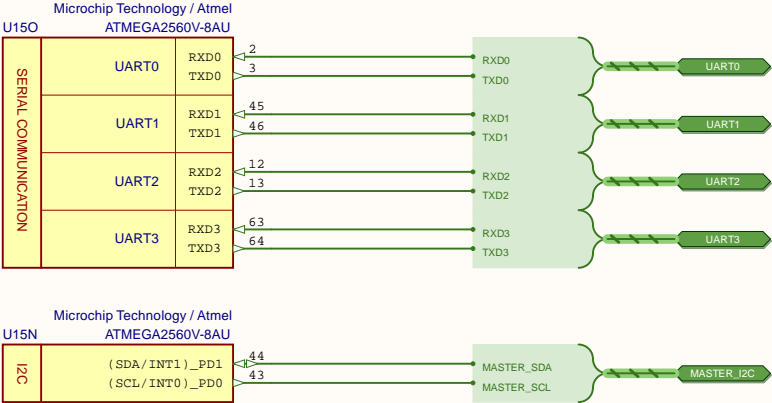 Microchip Technology / Atmel
U15O ATMEGA2560V-8AU
SERIAL COMMUNICATION
UART0 RXD0 2 RXD0 UART0
TXD0 3 TXD0
UART1 RXD1 45 RXD1 UART1
TXD1 46 TXD1
UART2 RXD2 12 RXD2 UART2
TXD2 13 TXD2
UART3 RXD3 63 RXD3 UART3
TXD3 64 TXD3
Microchip Technology / Atmel
U15N ATMEGA2560V-8AU
I2C
(SDA/INT1)_PD1 44 MASTER_SDA MASTER_I2C
(SCL/INT0)_PD0 43 MASTER_SCL